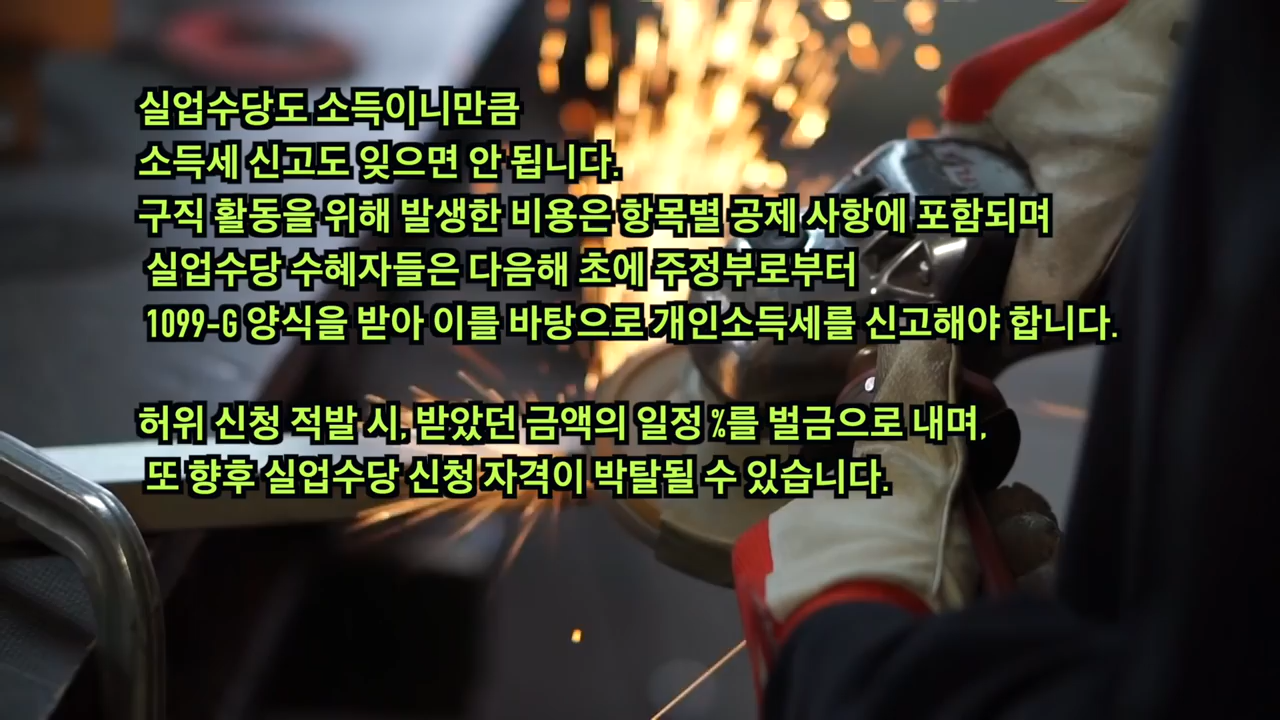 실업수당도 소득이니만큼
소득세 신고도 잊으면 안 됩니다.
구직 활동을 위해 발생한 비용은 항목별 공제 사항에 포함되며
실업수당 수혜자들은 다음해 초에 주정부로부터
1099-G 양식을 받아 이를 바탕으로 개인소득세를 신고해야 합니다.
허위 신청 적발 시, 받았던 금액의 일정 %를 벌금으로 내며,
또 향후 실업수당 신청 자격이 박탈될 수 있습니다.